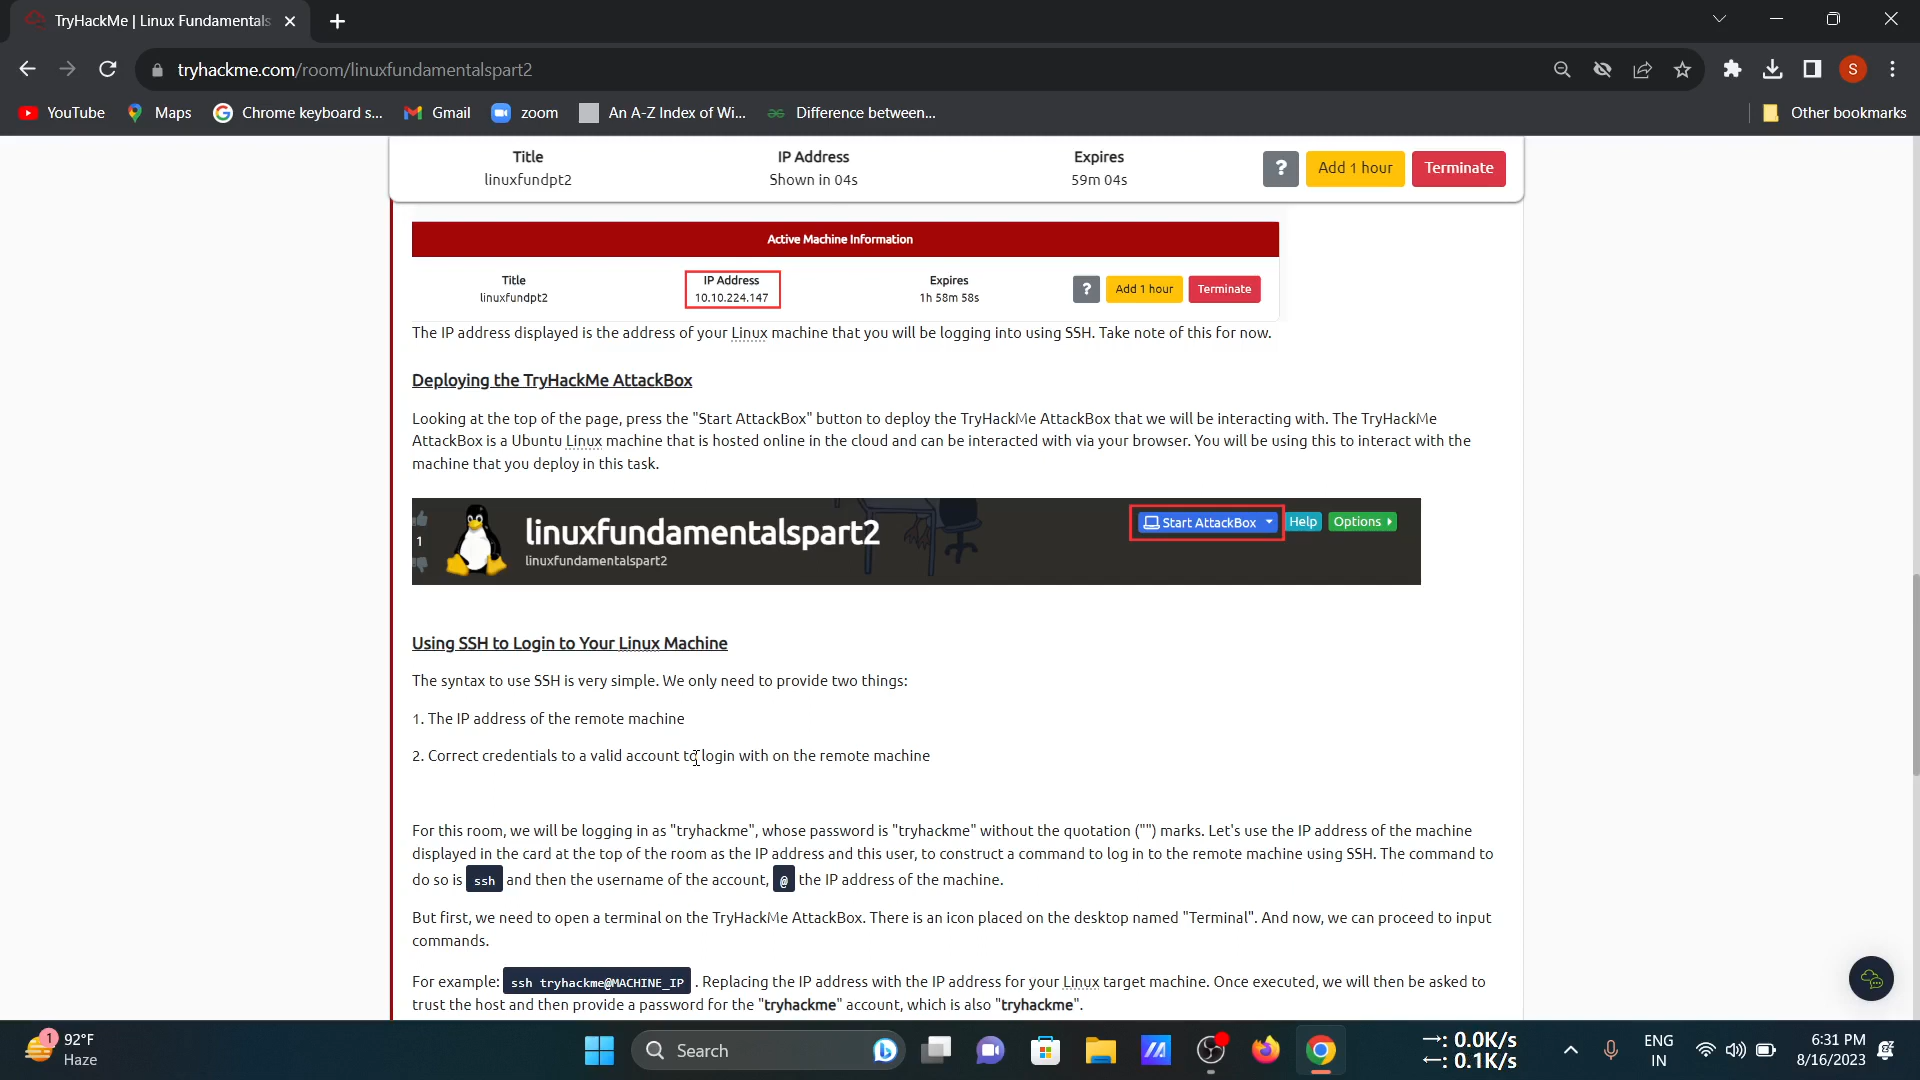 TryHackMe | Linux Fundamentals
tryhackme.com/room/linuxfundamentalspart2
S
YouTube
Maps
Chrome keyboard s...
Gmail
zoom
An A-Z Index of Wi...
Difference between...
Other bookmarks
Title
IP Address
Expires
linuxfundpt2
Shown in 04s
59m 04s
?
Add 1 hour
Terminate
Active Machine Information
Title
IP Address
Expires
linuxfundpt2
10.10.224.147
1h 58m 58s
?
Add 1 hour
Terminate
The IP address displayed is the address of your Linux machine that you will be logging into using SSH. Take note of this for now.
Deploying the TryHackMe AttackBox
Looking at the top of the page, press the "Start AttackBox" button to deploy the TryHackMe AttackBox that we will be interacting with. The TryHackMe
AttackBox is a Ubuntu Linux machine that is hosted online in the cloud and can be interacted with via your browser. You will be using this to interact with the
machine that you deploy in this task.
1
linuxfundamentalspart2
linuxfundamentalspart2
Start AttackBox
Help
Options
Using SSH to Login to Your Linux Machine
The syntax to use SSH is very simple. We only need to provide two things:
1. The IP address of the remote machine
2. Correct credentials to a valid account to login with on the remote machine
For this room, we will be logging in as "tryhackme", whose password is "tryhackme" without the quotation ("") marks. Let's use the IP address of the machine
displayed in the card at the top of the room as the IP address and this user, to construct a command to log in to the remote machine using SSH. The command to
do so is ssh and then the username of the account, @ the IP address of the machine.
But first, we need to open a terminal on the TryHackMe AttackBox. There is an icon placed on the desktop named "Terminal". And now, we can proceed to input
commands.
For example: ssh tryhackme@MACHINE_IP . Replacing the IP address with the IP address for your Linux target machine. Once executed, we will then be asked to
trust the host and then provide a password for the "tryhackme" account, which is also "tryhackme".
1
92°F
Haze
Search
→: 0.0K/s
←: 0.1K/s
ENG
IN
6:31 PM
8/16/2023